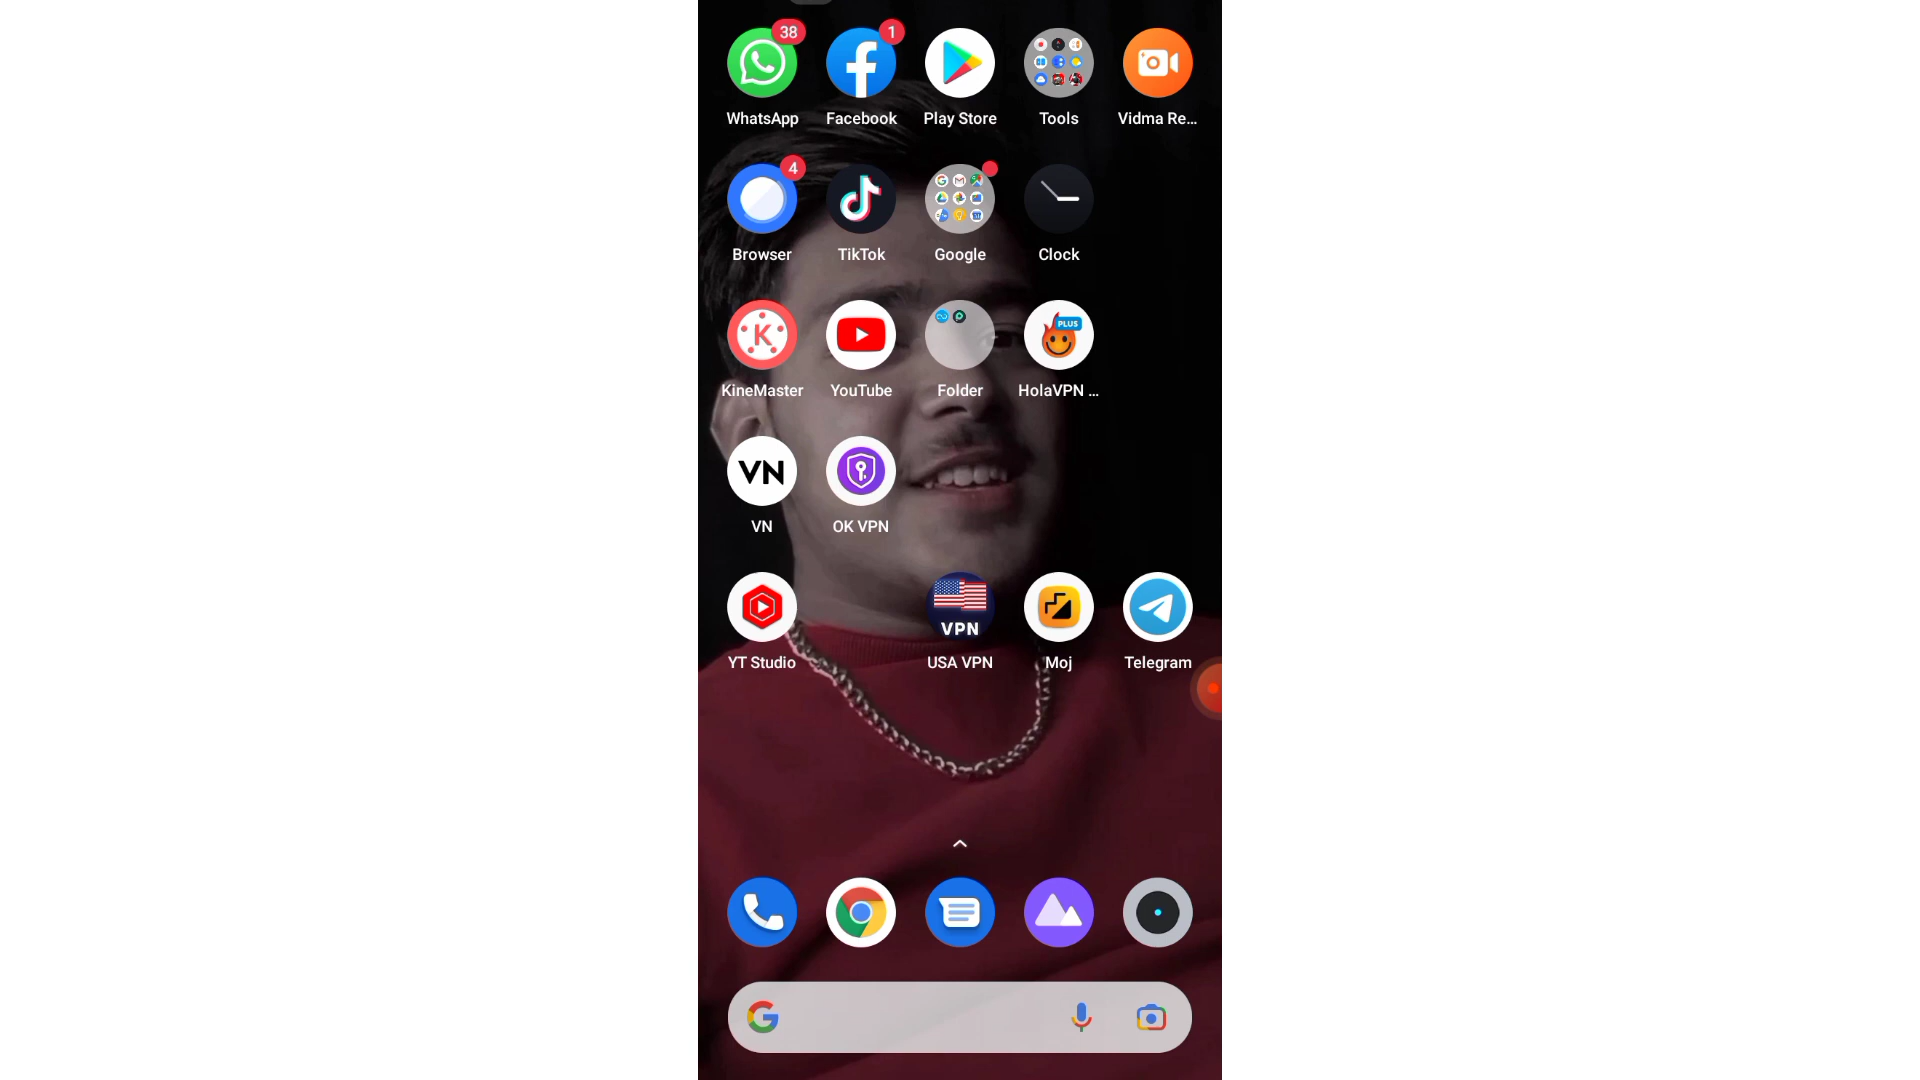 38
1
WhatsApp Facebook Play Store Tools Vidma Re...
4
Browser TikTok Google Clock
PLUS
KineMaster YouTube Folder HolaVPN ...
VN
VN OK VPN
VPN
YT Studio USA VPN Moj Telegram